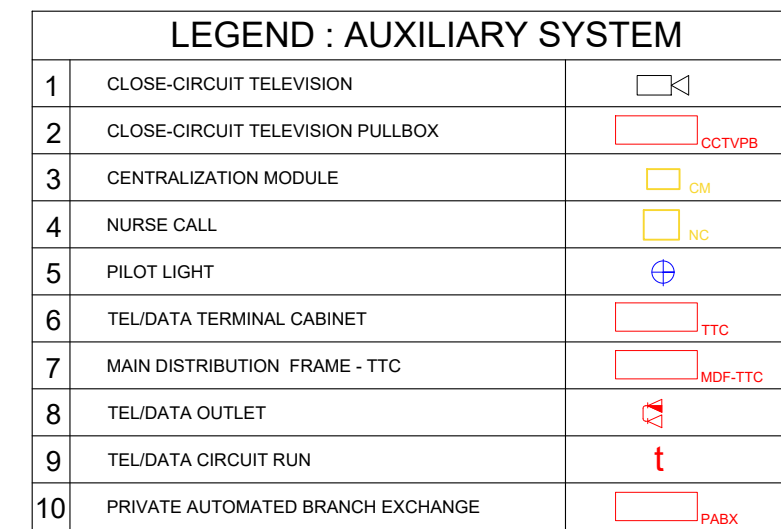 LEGEND : AUXILIARY SYSTEM
1 CLOSE-CIRCUIT TELEVISION
2 CLOSE-CIRCUIT TELEVISION PULLBOX CCTVPB
3 CENTRALIZATION MODULE CM
4 NURSE CALL NC
5 PILOT LIGHT
6 TEL/DATA TERMINAL CABINET TTC
7 MAIN DISTRIBUTION FRAME - TTC MDF-TTC
8 TEL/DATA OUTLET
9 TEL/DATA CIRCUIT RUN t
10 PRIVATE AUTOMATED BRANCH EXCHANGE PABX